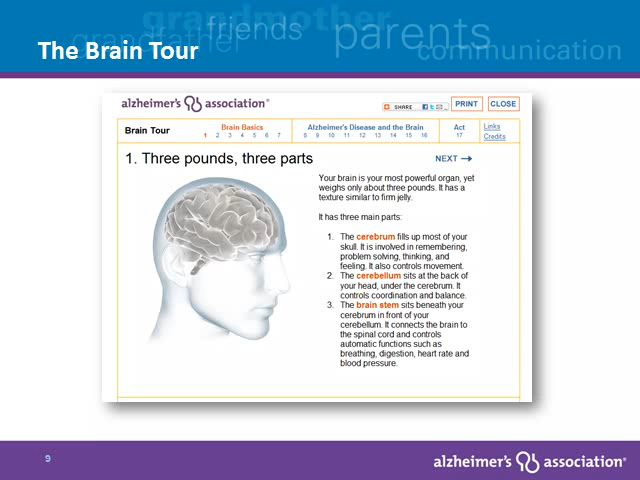 grandmother
grandfather friends parents
communication
The Brain Tour
alzheimer's association®
SHARE
PRINT
CLOSE
Brain Tour
Brain Basics
1 2 3 4 5 6 7
Alzheimer's Disease and the Brain
8 9 10 11 12 13 14 15 16
Act
17
Links
Credits
1. Three pounds, three parts
NEXT →
Your brain is your most powerful organ, yet
weighs only about three pounds. It has a
texture similar to firm jelly.
It has three main parts:
1. The cerebrum fills up most of your
skull. It is involved in remembering,
problem solving, thinking, and
feeling. It also controls movement.
2. The cerebellum sits at the back of
your head, under the cerebrum. It
controls coordination and balance.
3. The brain stem sits beneath your
cerebrum in front of your
cerebellum. It connects the brain to
the spinal cord and controls
automatic functions such as
breathing, digestion, heart rate and
blood pressure.
9
alzheimer's association®